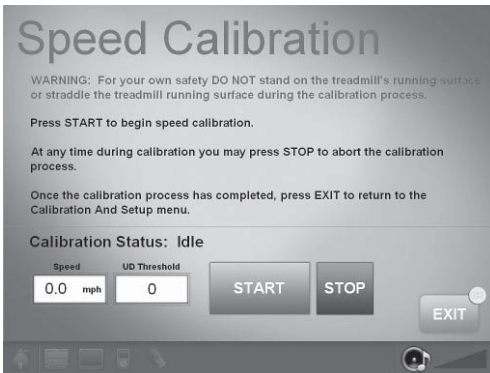 Speed Calibration
WARNING: For your own safety DO NOT stand on the treadmill's running surface
or straddle the treadmill running surface during the calibration process.
Press START to begin speed calibration.
At any time during calibration you may press STOP to abort the calibration
process.
Once the calibration process has completed, press EXIT to return to the
Calibration And Setup menu.
Calibration Status: Idle
Speed UD Threshold
0.0 mph 0 START STOP
EXIT